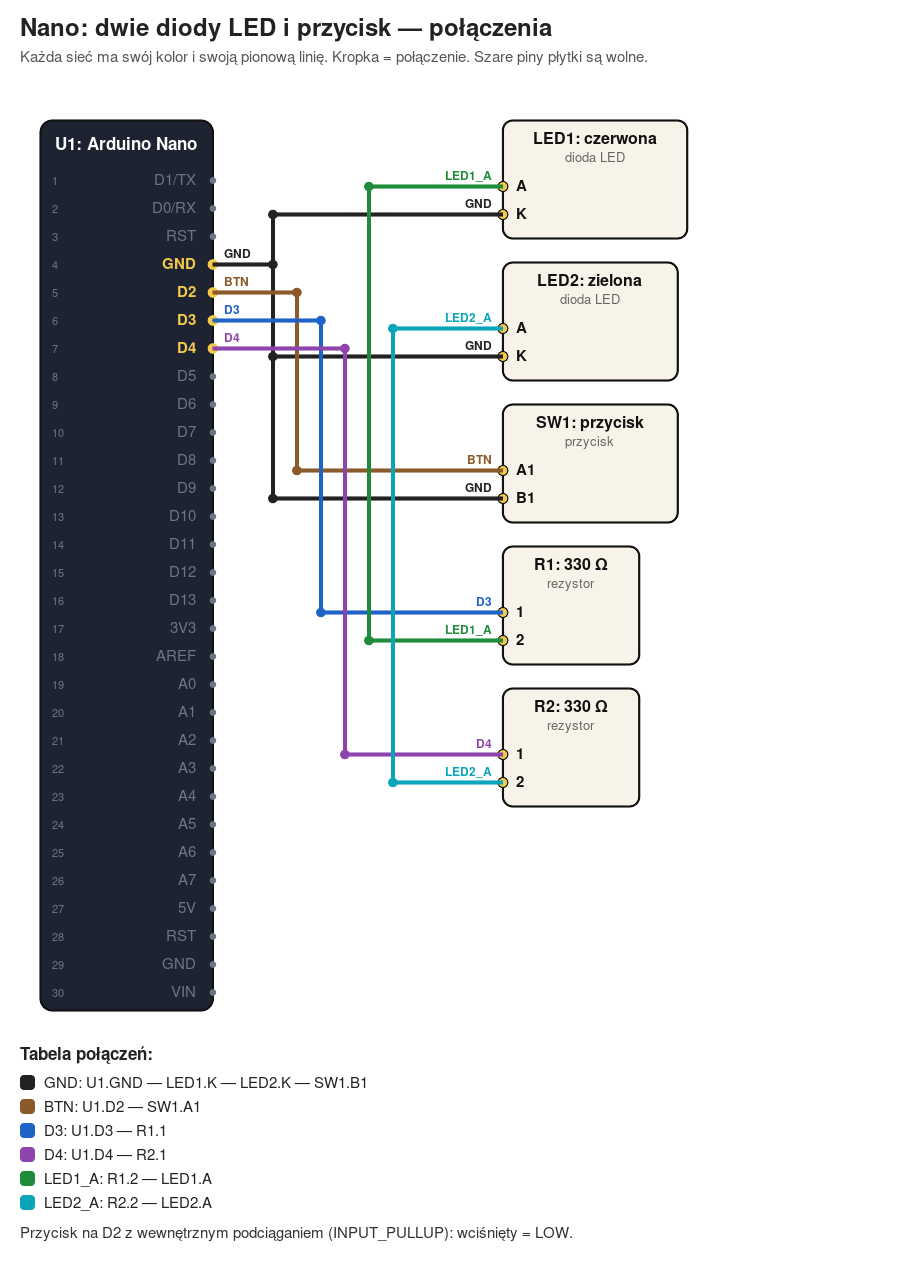 Nano: dwie diody LED i przycisk — połączenia
Każda sieć ma swój kolor i swoją pionową linię. Kropka = połączenie. Szare piny płytki są wolne.
U1: Arduino Nano
1 D1/TX
2 D0/RX
3 RST
4 GND
5 D2
6 D3
7 D4
8 D5
9 D6
10 D7
11 D8
12 D9
13 D10
14 D11
15 D12
16 D13
17 3V3
18 AREF
19 A0
20 A1
21 A2
22 A3
23 A4
24 A5
25 A6
26 A7
27 5V
28 RST
29 GND
30 VIN
GND
BTN
D3
D4
LED1: czerwona
dioda LED
LED1_A A
GND K
LED2: zielona
dioda LED
LED2_A A
GND K
SW1: przycisk
przycisk
BTN A1
GND B1
R1: 330 Ω
rezystor
D3 1
LED1_A 2
R2: 330 Ω
rezystor
D4 1
LED2_A 2
Tabela połączeń:
GND: U1.GND — LED1.K — LED2.K — SW1.B1
BTN: U1.D2 — SW1.A1
D3: U1.D3 — R1.1
D4: U1.D4 — R2.1
LED1_A: R1.2 — LED1.A
LED2_A: R2.2 — LED2.A
Przycisk na D2 z wewnętrznym podciąganiem (INPUT_PULLUP): wciśnięty = LOW.